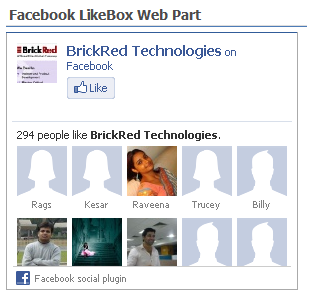 Facebook LikeBox Web Part
BrickRed
BrickRed Technologies on
Facebook
Like
294 people like BrickRed Technologies.
Rags Kesar Raveena Trucey Billy
Facebook social plugin